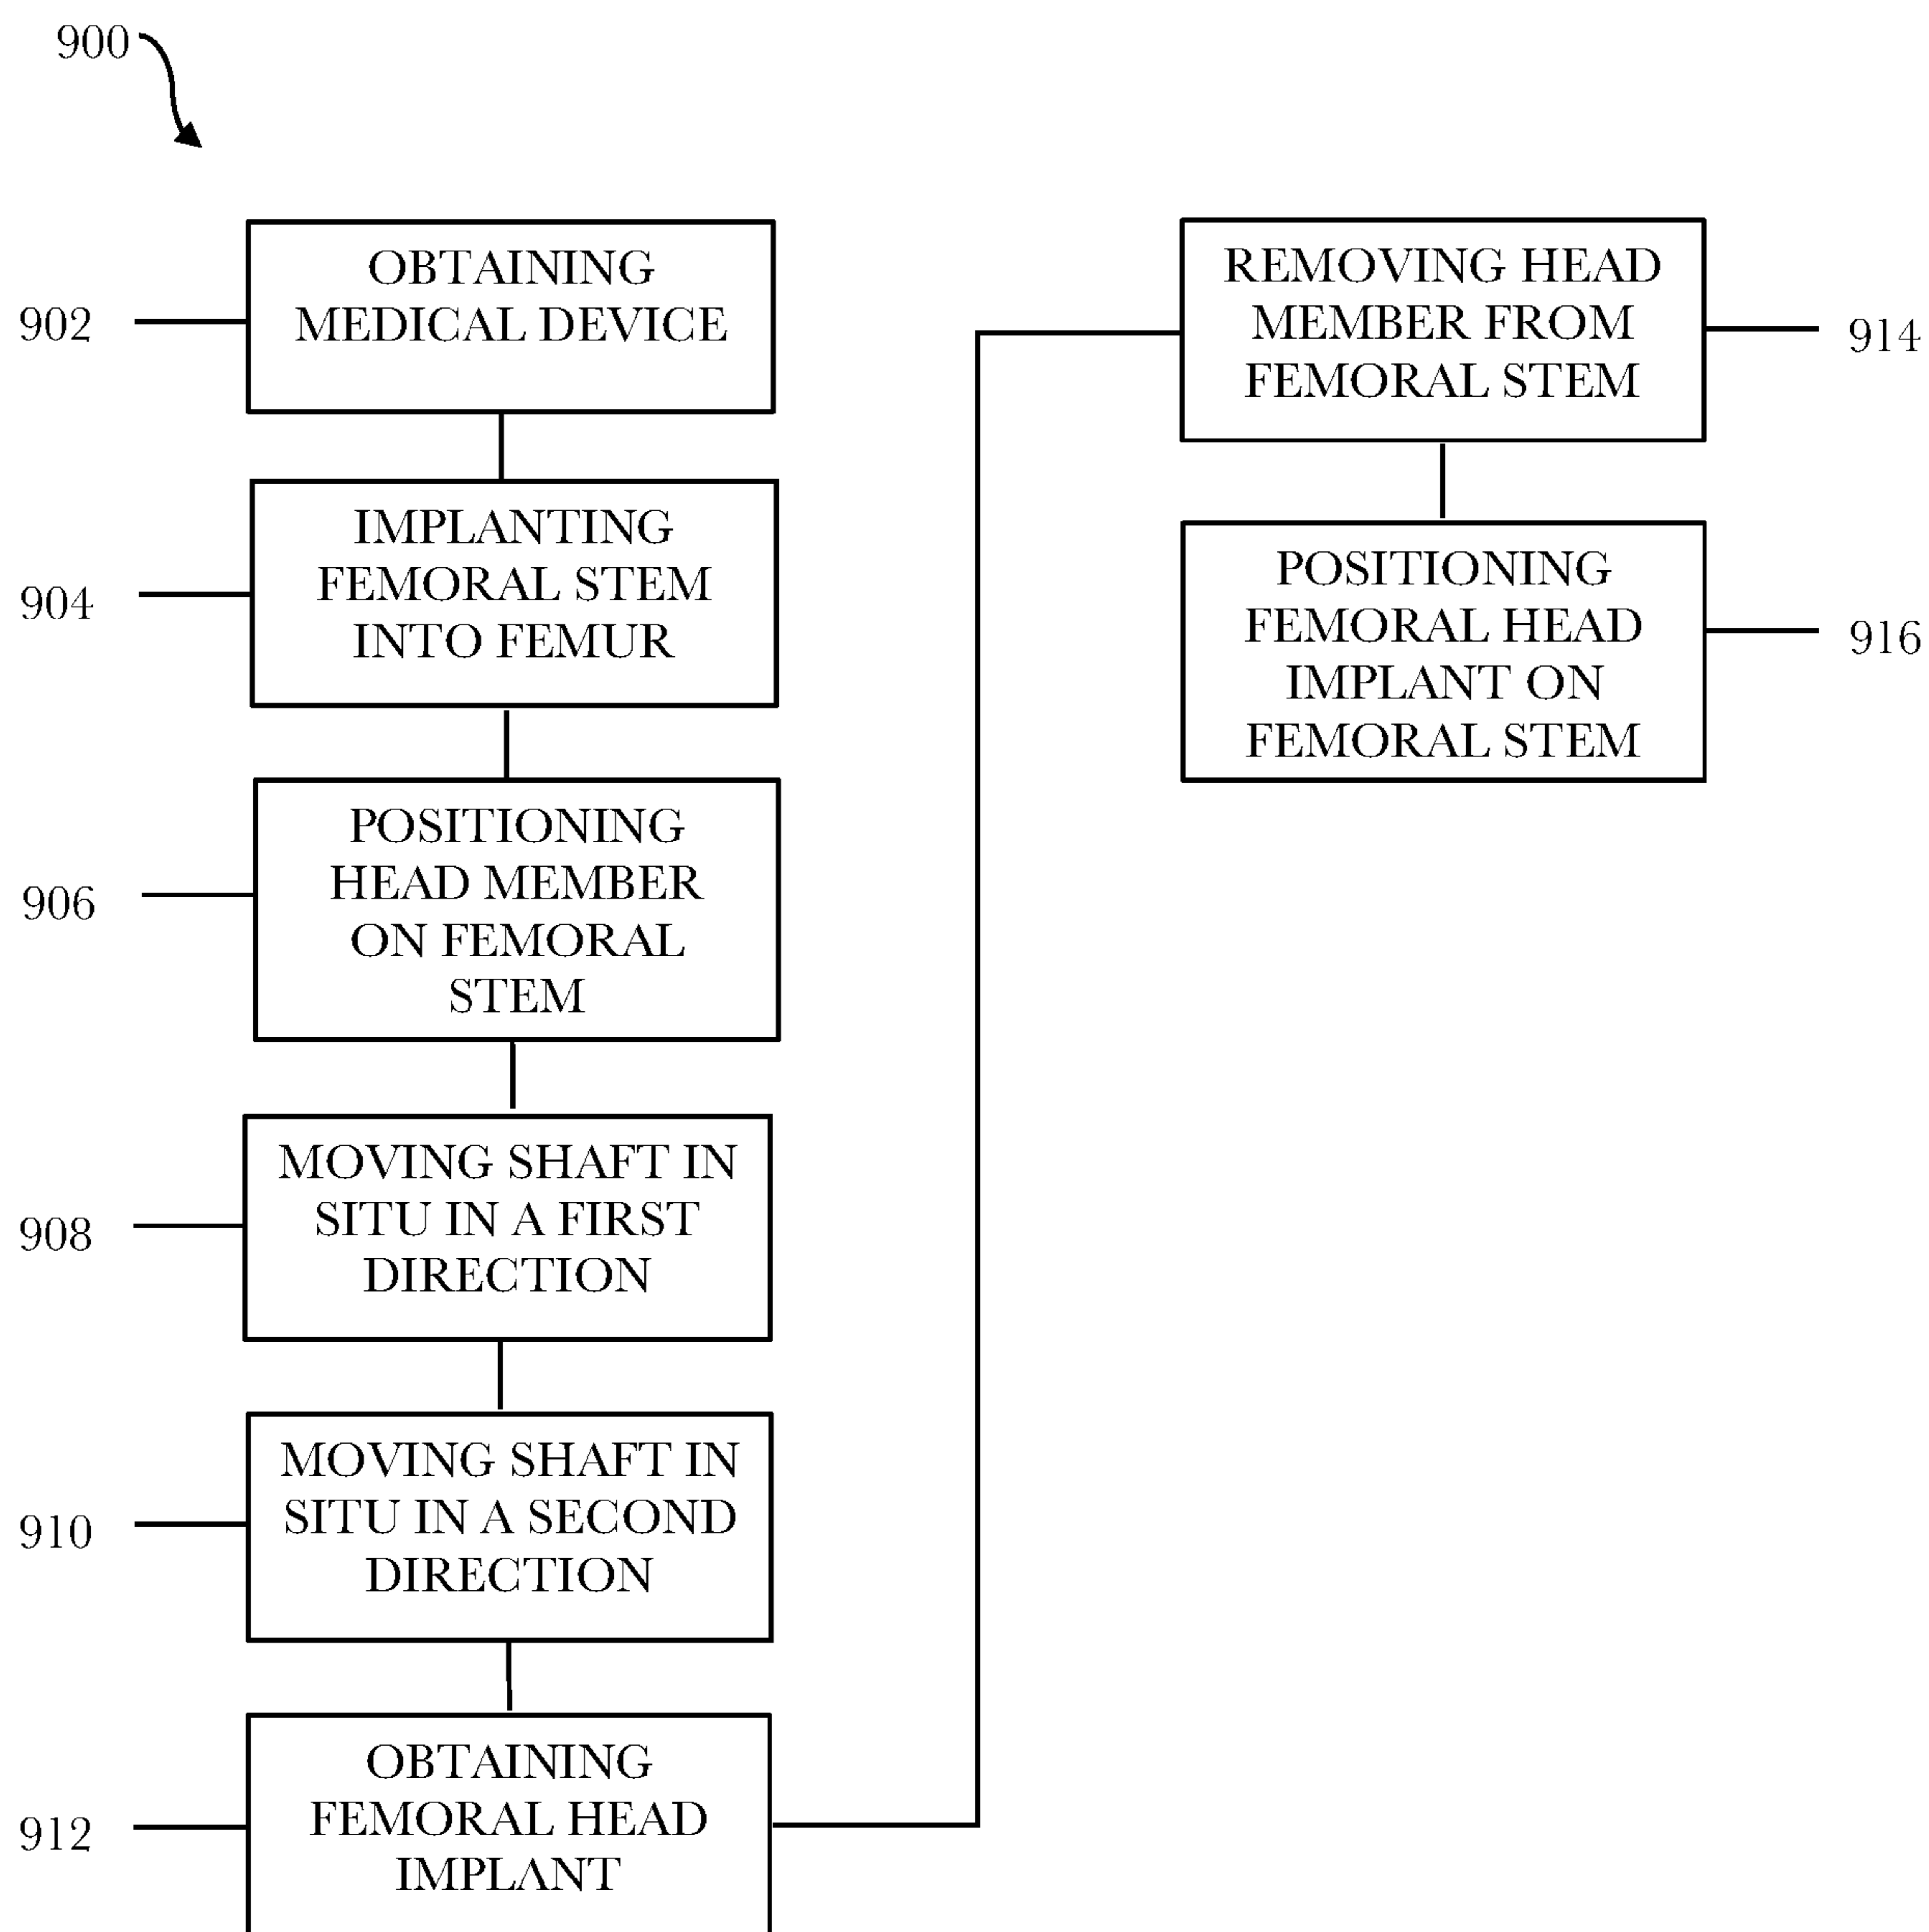 900
902
OBTAINING
MEDICAL DEVICE
904
IMPLANTING
FEMORAL STEM
INTO FEMUR
906
POSITIONING
HEAD MEMBER
ON FEMORAL
STEM
908
MOVING SHAFT IN
SITU IN A FIRST
DIRECTION
910
MOVING SHAFT IN
SITU IN A SECOND
DIRECTION
912
OBTAINING
FEMORAL HEAD
IMPLANT
REMOVING HEAD
MEMBER FROM
FEMORAL STEM
914
POSITIONING
FEMORAL HEAD
IMPLANT ON
FEMORAL STEM
916